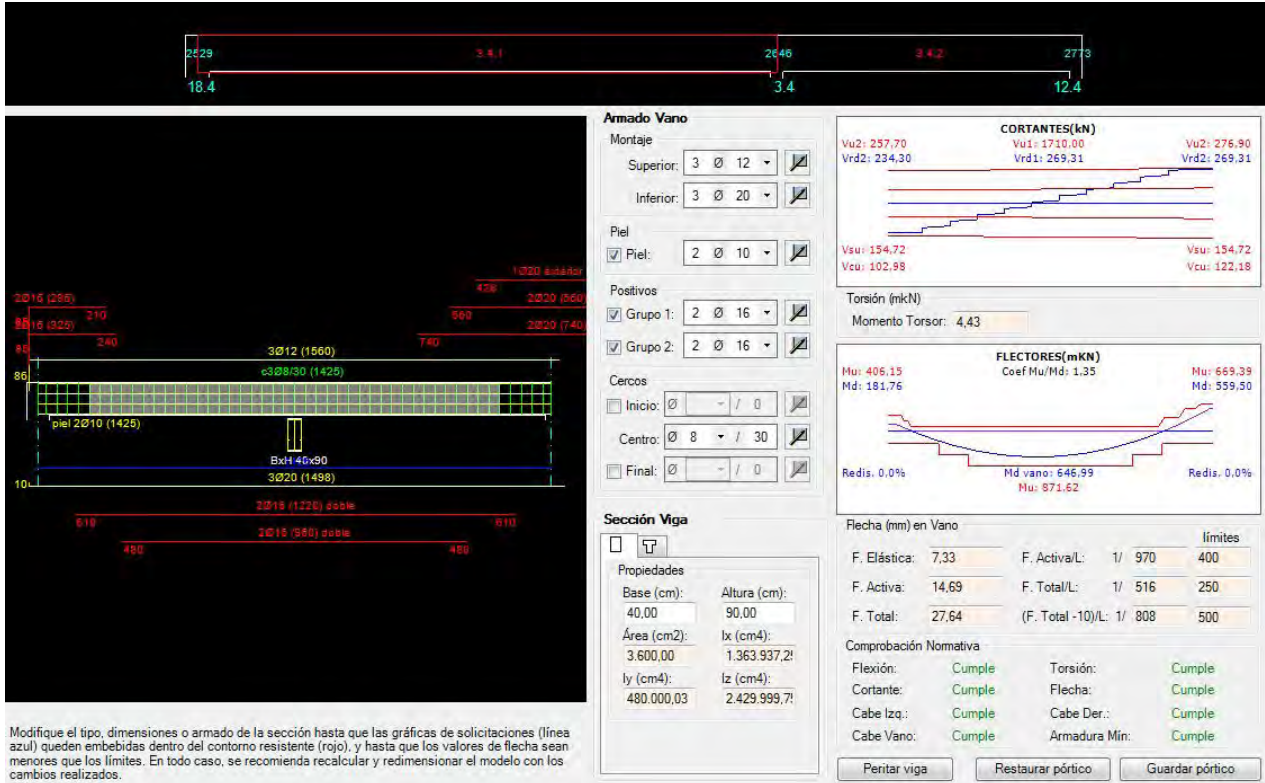 2529 3.4.1 2646 3.4.2 2773
18.4 3.4 12.4
1Ø20 exterior
426
2Ø16 (285) 2Ø20 (560)
210 560
2Ø16 (325) 2Ø20 (740)
240 740
3Ø12 (1560)
86 c3Ø8/30 (1425)
piel 2Ø10 (1425)
BxH 40x90
3Ø20 (1498)
10
2Ø16 (1220) doble
610 610
2Ø16 (960) doble
480 480
Modifique el tipo, dimensiones o armado de la sección hasta que las gráficas de solicitaciones (línea
azul) queden embebidas dentro del contorno resistente (rojo), y hasta que los valores de flecha sean
menores que los límites. En todo caso, se recomienda recalcular y redimensionar el modelo con los
cambios realizados.
Armado Vano
Montaje
Superior: 3 Ø 12
Inferior: 3 Ø 20
Piel
Piel: 2 Ø 10
Positivos
Grupo 1: 2 Ø 16
Grupo 2: 2 Ø 16
Cercos
Inicio: Ø / 0
Centro: Ø 8 / 30
Final: Ø / 0
Sección Viga
Propiedades
Base (cm): Altura (cm):
40,00 90,00
Área (cm2): Ix (cm4):
3.600,00 1.363.937,2
Iy (cm4): Iz (cm4):
480.000,03 2.429.999,7
CORTANTES(kN)
Vu2: 257,70 Vu1: 1710,00 Vu2: 276,90
Vrd2: 234,30 Vrd1: 269,31 Vrd2: 269,31
Vsu: 154,72 Vsu: 154,72
Vcu: 102,98 Vcu: 122,18
Torsión (mkN)
Momento Torsor: 4,43
FLECTORES(mKN)
Mu: 406,15 Coef Mu/Md: 1,35 Mu: 669,39
Md: 181,76 Md: 559,50
Redis. 0,0% Md vano: 646,99 Redis. 0,0%
Mu: 871,62
Flecha (mm) en Vano
límites
F. Elástica: 7,33 F. Activa/L: 1/ 970 400
F. Activa: 14,69 F. Total/L: 1/ 516 250
F. Total: 27,64 (F. Total -10)/L: 1/ 808 500
Comprobación Normativa
Flexión: Cumple Torsión: Cumple
Cortante: Cumple Flecha: Cumple
Cabe Izq.: Cumple Cabe Der.: Cumple
Cabe Vano: Cumple Armadura Mín: Cumple
Peritar viga Restaurar pórtico Guardar pórtico